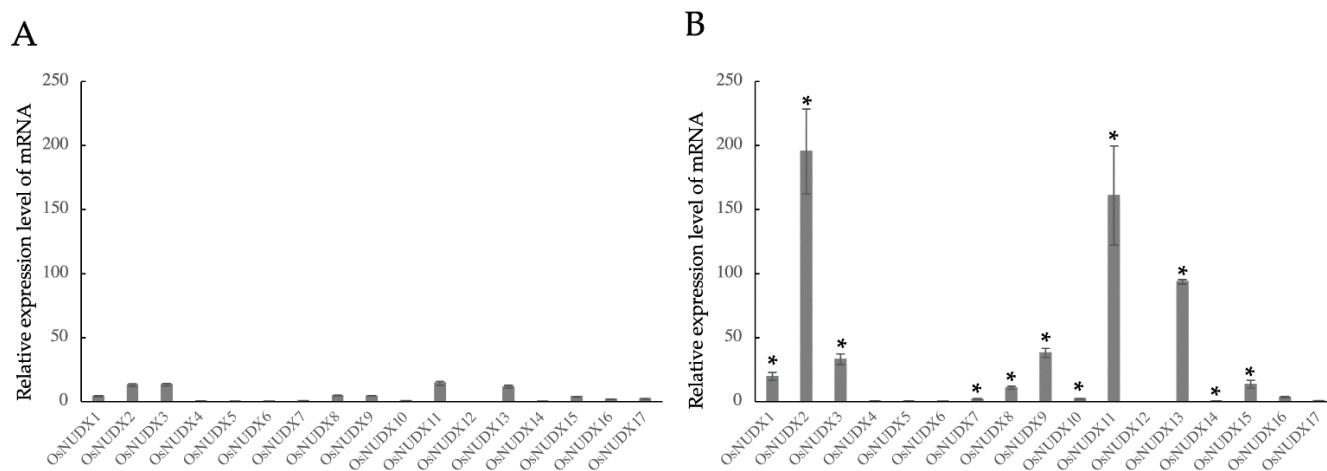 A
Relative expression level of mRNA
250
200
150
100
50
0
OsNUDX1
OsNUDX2
OsNUDX3
OsNUDX4
OsNUDX5
OsNUDX6
OsNUDX7
OsNUDX8
OsNUDX9
OsNUDX10
OsNUDX11
OsNUDX12
OsNUDX13
OsNUDX14
OsNUDX15
OsNUDX16
OsNUDX17
B
Relative expression level of mRNA
250
200
150
100
50
0
*
*
*
*
*
*
*
*
*
*
*
OsNUDX1
OsNUDX2
OsNUDX3
OsNUDX4
OsNUDX5
OsNUDX6
OsNUDX7
OsNUDX8
OsNUDX9
OsNUDX10
OsNUDX11
OsNUDX12
OsNUDX13
OsNUDX14
OsNUDX15
OsNUDX16
OsNUDX17